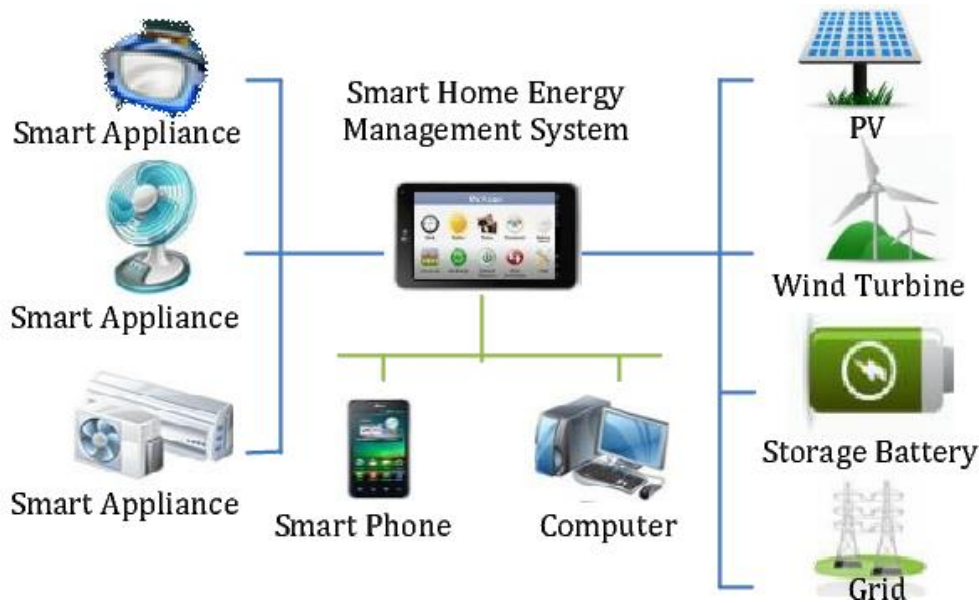 Smart Home Energy
Management System
Smart Appliance
Smart Appliance
Smart Appliance
Smart Phone
Computer
PV
Wind Turbine
Storage Battery
Grid